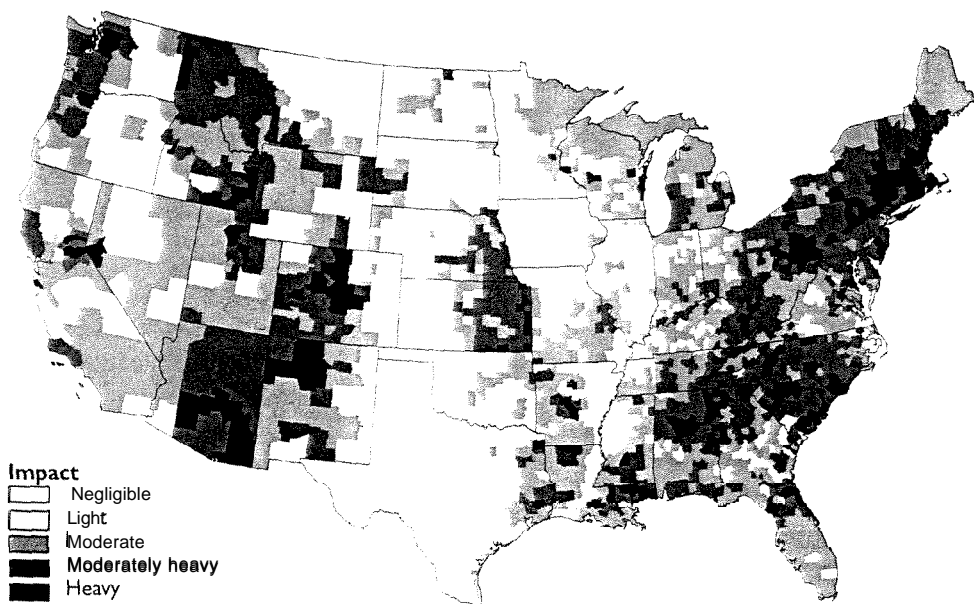 Impact
Negligible
Light
Moderate
Moderately heavy
Heavy